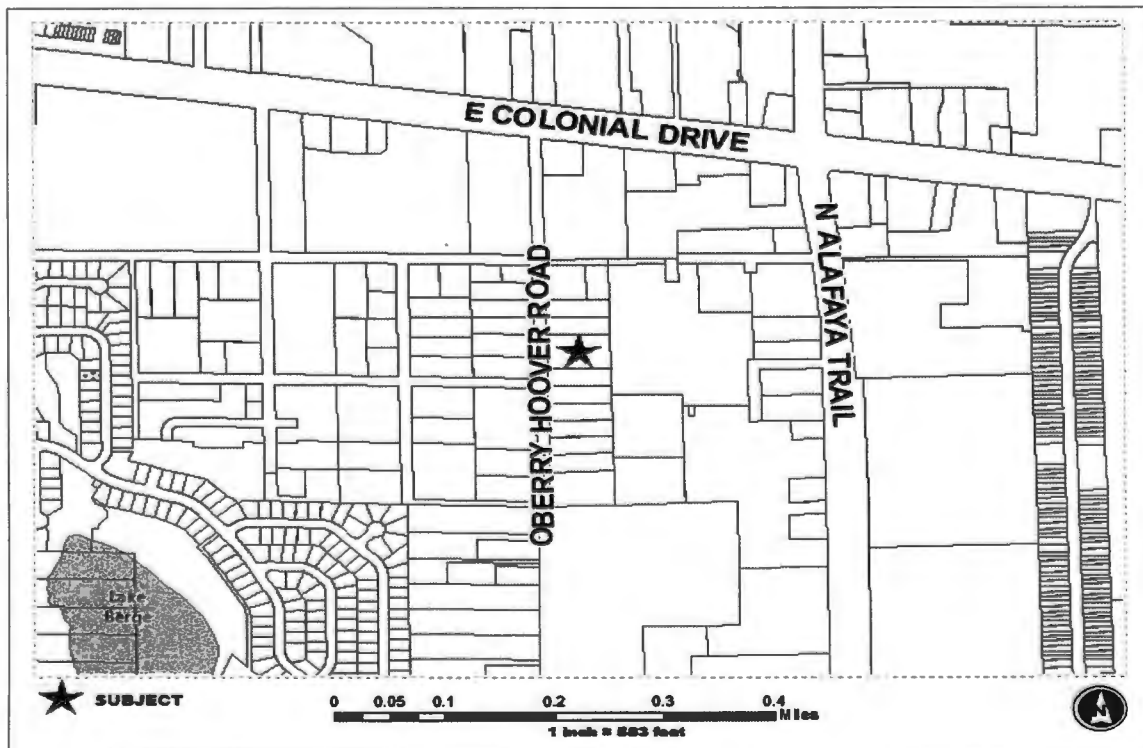 E COLONIAL DRIVE
N ALAFAYA TRAIL
OBERRY-HOOVER-ROAD
Lake
Barge
SUBJECT
0 0.05 0.1 0.2 0.3 0.4
Miles
1 inch = 583 feet
N